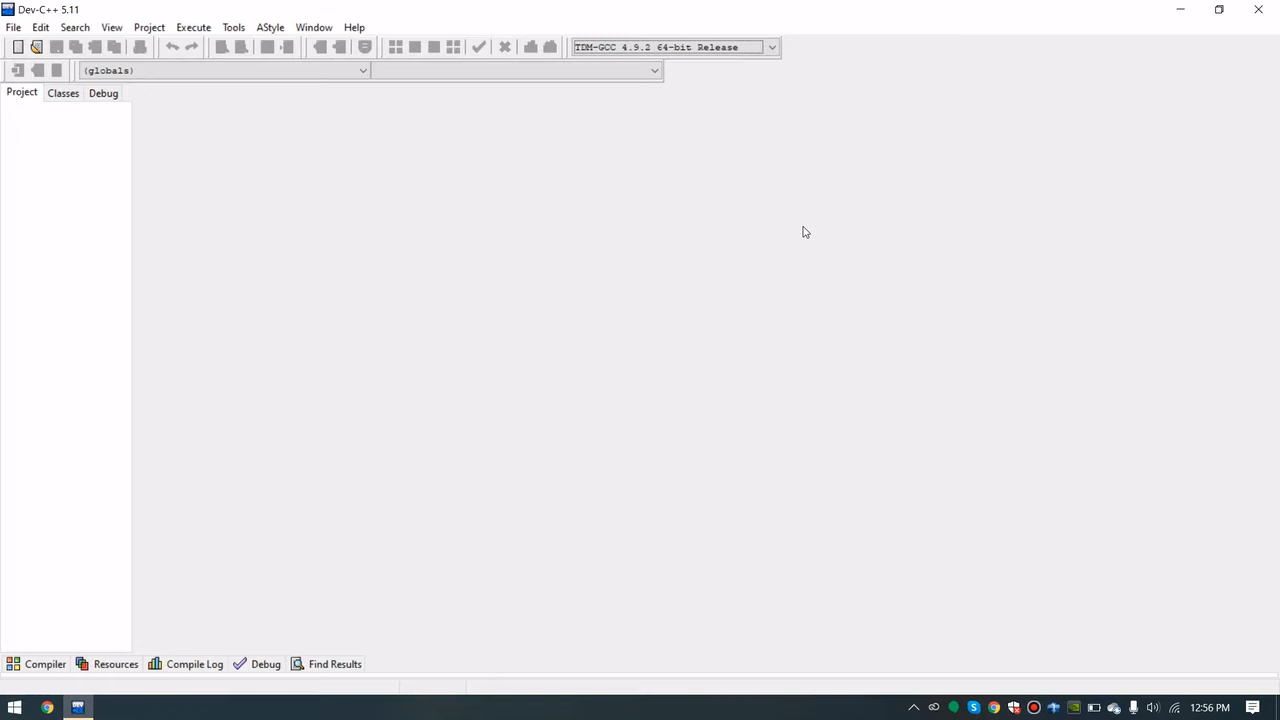 Dev-C++ 5.11
File Edit Search View Project Execute Tools AStyle Window Help
TDM-GCC 4.9.2 64-bit Release
(globals)
Project Classes Debug
Compiler Resources Compile Log Debug Find Results
12:56 PM